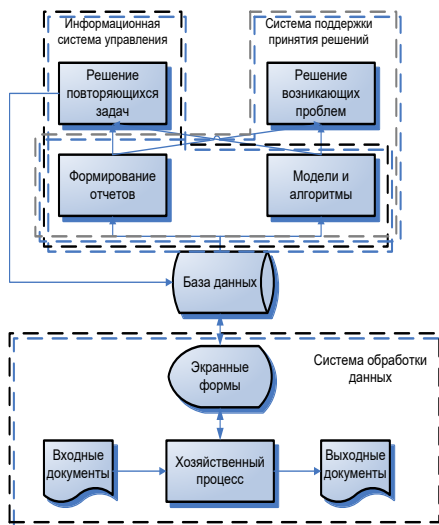 Информационная
система управления
Система поддержки
принятия решений
Решение
повторяющихся
задач
Решение
возникающих
проблем
Формирование
отчетов
Модели и
алгоритмы
База данных
Экранные
формы
Система обработки
данных
Входные
документы
Хозяйственный
процесс
Выходные
документы